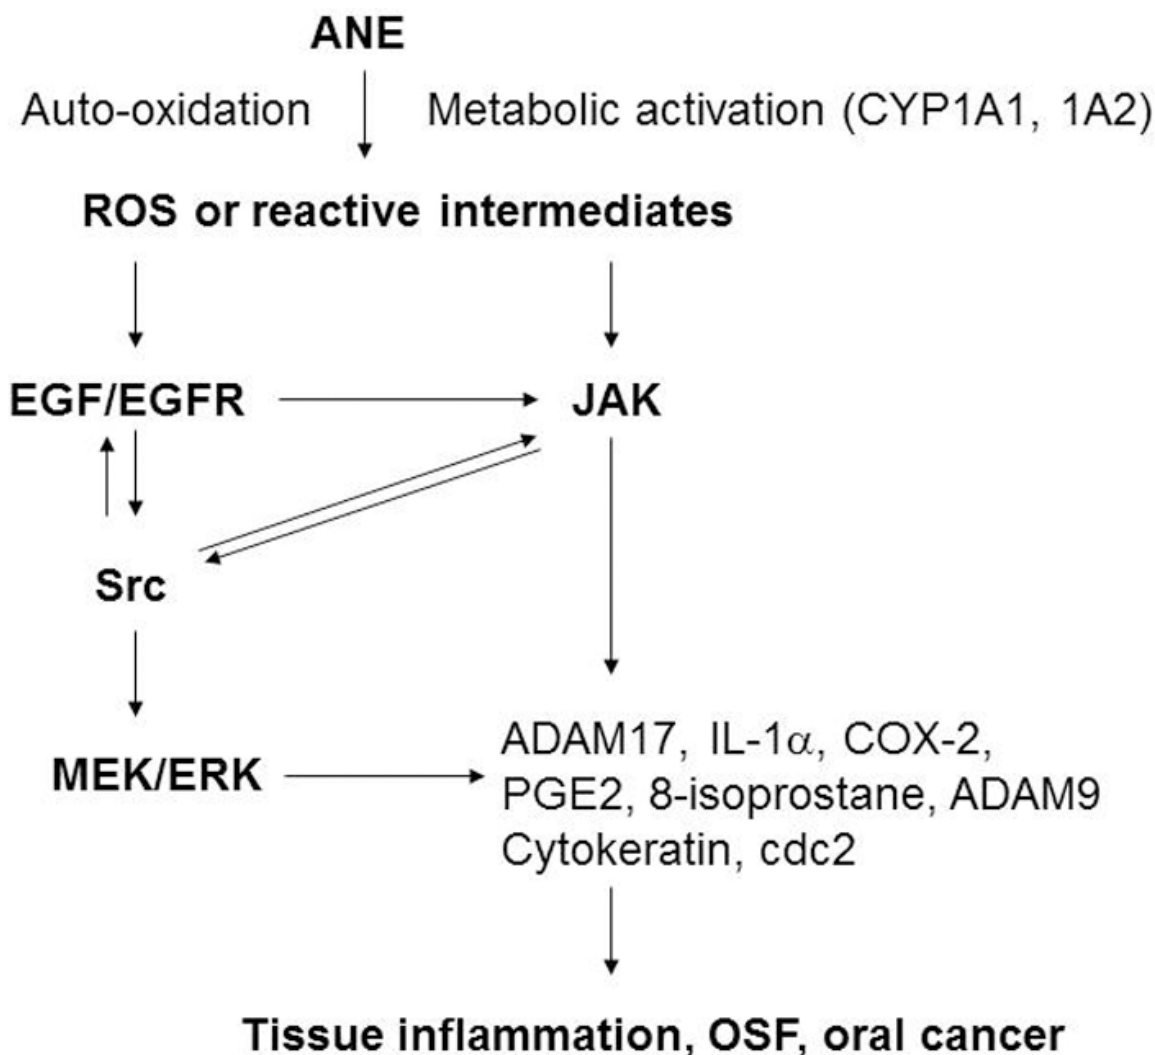 ANE
Auto-oxidation Metabolic activation (CYP1A1, 1A2)
ROS or reactive intermediates
EGF/EGFR JAK
Src
MEK/ERK
ADAM17, IL-1α, COX-2,
PGE2, 8-isoprostane, ADAM9
Cytokeratin, cdc2
Tissue inflammation, OSF, oral cancer